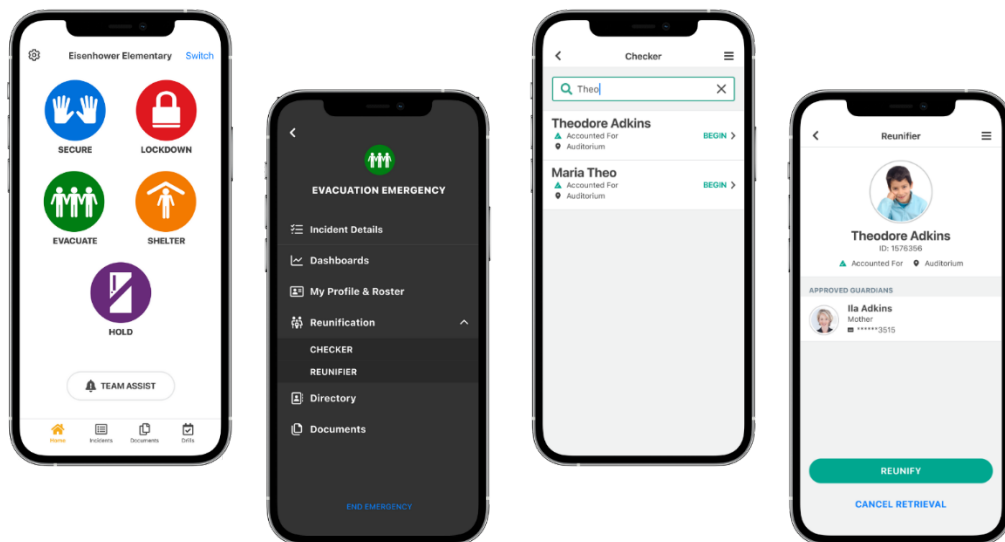 Eisenhower Elementary Switch
SECURE LOCKDOWN
EVACUATE SHELTER
HOLD
TEAM ASSIST
Home Incidents Documents Drills
EVACUATION EMERGENCY
Incident Details
Dashboards
My Profile & Roster
Reunification
CHECKER
REUNIFIER
Directory
Documents
END EMERGENCY
Checker
Theo
Theodore Adkins
Accounted For BEGIN
Auditorium
Maria Theo
Accounted For BEGIN
Auditorium
Reunifier
Theodore Adkins
ID: 1576356
Accounted For Auditorium
APPROVED GUARDIANS
Ila Adkins
Mother
******3515
REUNIFY
CANCEL RETRIEVAL